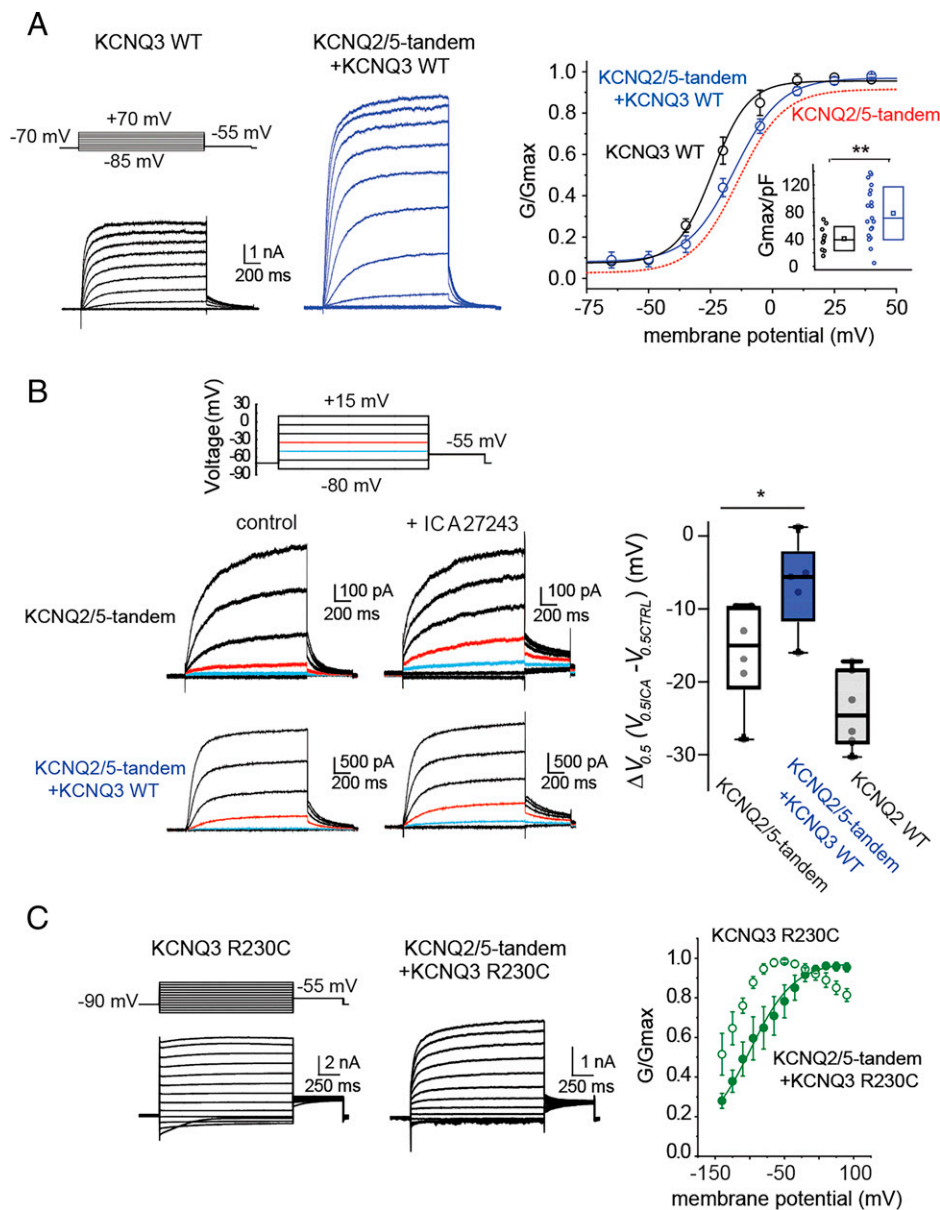 A
KCNQ3 WT
KCNQ2/5-tandem
+KCNQ3 WT
+70 mV
-70 mV
-55 mV
-85 mV
1 nA
200 ms
G/Gmax
1.0
0.8
0.6
0.4
0.2
0.0
KCNQ2/5-tandem
+KCNQ3 WT
KCNQ2/5-tandem
KCNQ3 WT
**
Gmax/pF
120
80
40
0
-75 -50 -25 0 25 50
membrane potential (mV)
B
Voltage(mV)
30
0
-30
-60
-90
+15 mV
-55 mV
-80 mV
control
+ ICA27243
KCNQ2/5-tandem
100 pA
200 ms
100 pA
200 ms
KCNQ2/5-tandem
+KCNQ3 WT
500 pA
200 ms
500 pA
200 ms
Δ V0.5 (V0.5ICA - V0.5CTRL) (mV)
0
-10
-20
-30
*
KCNQ2/5-tandem
KCNQ2/5-tandem
+KCNQ3 WT
KCNQ2 WT
C
KCNQ3 R230C
KCNQ2/5-tandem
+KCNQ3 R230C
-90 mV
-55 mV
2 nA
250 ms
1 nA
250 ms
KCNQ3 R230C
G/Gmax
1.0
0.8
0.6
0.4
0.2
0.0
KCNQ2/5-tandem
+KCNQ3 R230C
-150 -50 100
membrane potential (mV)